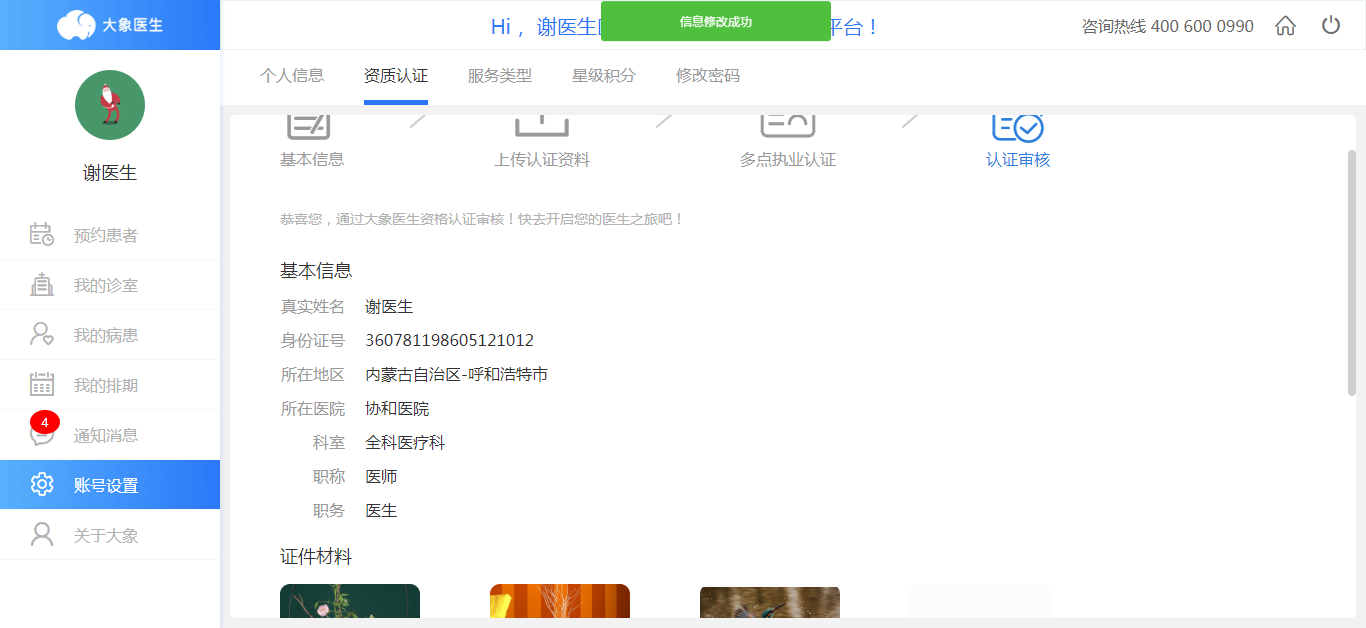 大象医生
Hi， 谢医生
信息修改成功
平台！
咨询热线 400 600 0990
个人信息
资质认证
服务类型
星级积分
修改密码
谢医生
预约患者
我的诊室
我的病患
我的排期
4
通知消息
账号设置
关于大象
基本信息
上传认证资料
多点执业认证
认证审核
恭喜您，通过大象医生资格认证审核！快去开启您的医生之旅吧！
基本信息
真实姓名 谢医生
身份证号 360781198605121012
所在地区 内蒙古自治区-呼和浩特市
所在医院 协和医院
科室 全科医疗科
职称 医师
职务 医生
证件材料